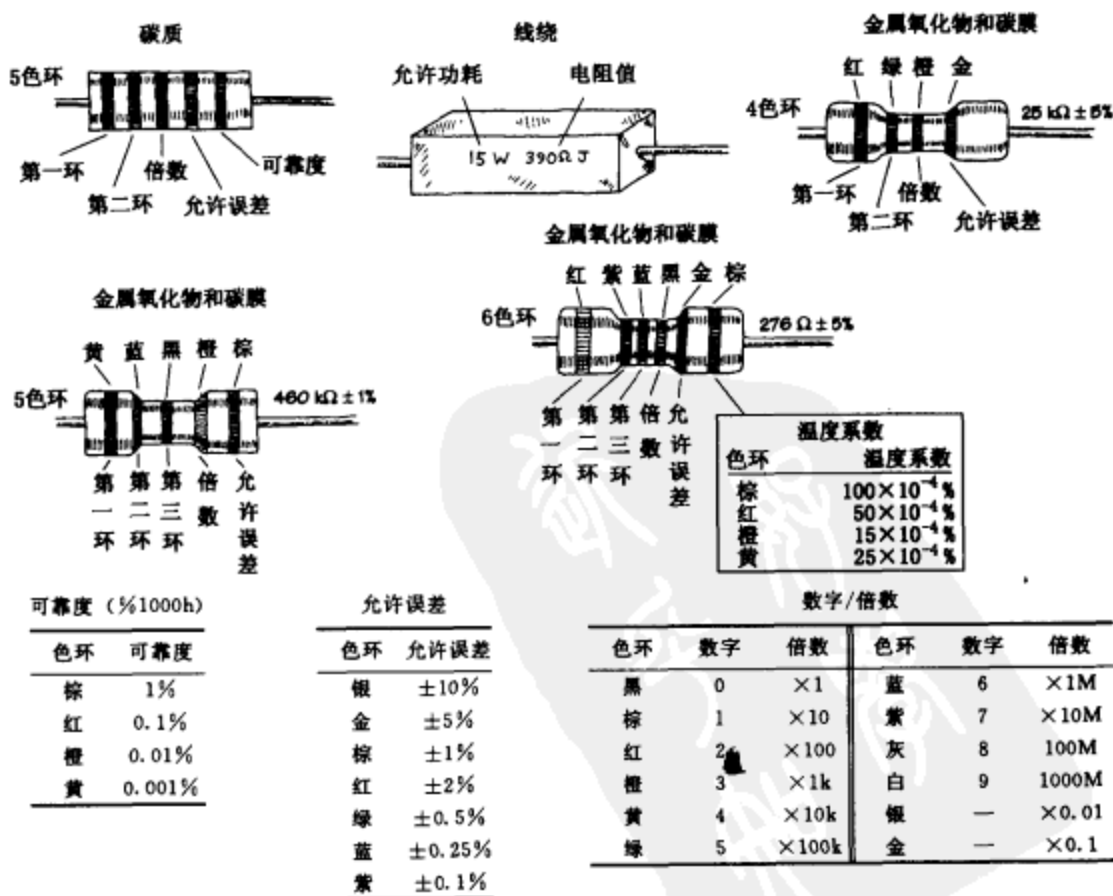 碳质
5色环
第一环
第二环
倍数
允许误差
可靠度
线绕
允许功耗 电阻值
15 W 390Ω J
金属氧化物和碳膜
红 绿 橙 金
4色环
25 kΩ ± 5%
第一环
第二环
倍数
允许误差
金属氧化物和碳膜
黄 蓝 黑 橙 棕
5色环
460 kΩ ± 1%
第一环
第二环
第三环
倍数
允许误差
金属氧化物和碳膜
红 紫 蓝 黑 金 棕
6色环
276 Ω ± 5%
第一环
第二环
第三环
倍数
允许误差
温度系数
色环 温度系数
棕 100×10⁻⁴%
红 50×10⁻⁴%
橙 15×10⁻⁴%
黄 25×10⁻⁴%
可靠度 (%1000h)
色环 可靠度
棕 1%
红 0.1%
橙 0.01%
黄 0.001%
允许误差
色环 允许误差
银 ±10%
金 ±5%
棕 ±1%
红 ±2%
绿 ±0.5%
蓝 ±0.25%
紫 ±0.1%
数字/倍数
色环 数字 倍数 色环 数字 倍数
黑 0 ×1 蓝 6 ×1M
棕 1 ×10 紫 7 ×10M
红 2 ×100 灰 8 100M
橙 3 ×1k 白 9 1000M
黄 4 ×10k 银 — ×0.01
绿 5 ×100k 金 — ×0.1